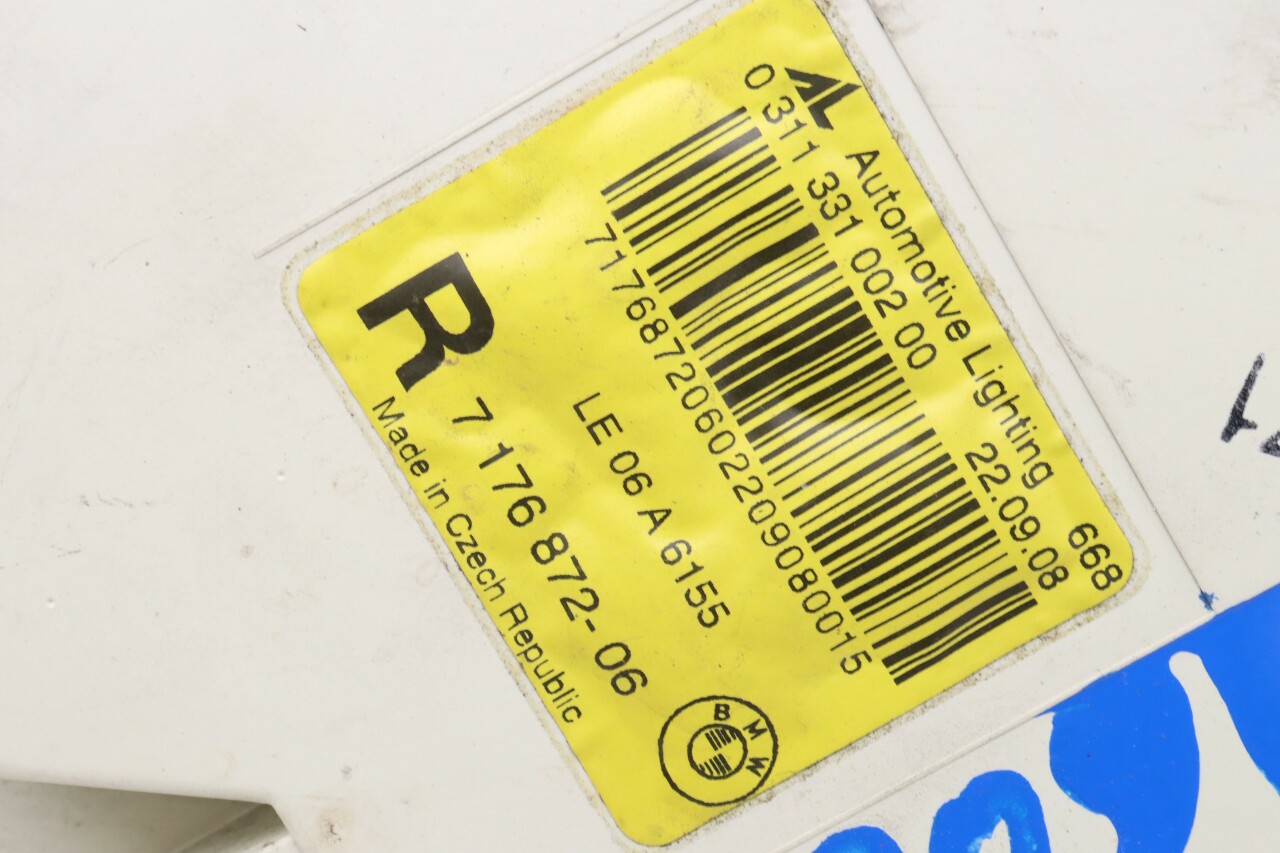 AL Automotive Lighting 668
0 311 331 002 00 22.09.08
71768720602209080015
LE 06 A 6155
R 7 176 872-06
Made in Czech Republic
BMW